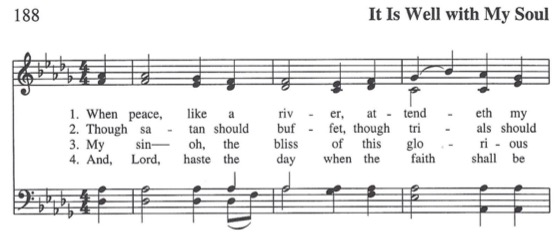 188 It Is Well with My Soul
1. When peace, like a riv - er, at - tend - eth my
2. Though sa - tan should buf - fet, though tri - als should
3. My sin— oh, the bliss of this glo - ri - ous
4. And, Lord, haste the day when the faith shall be